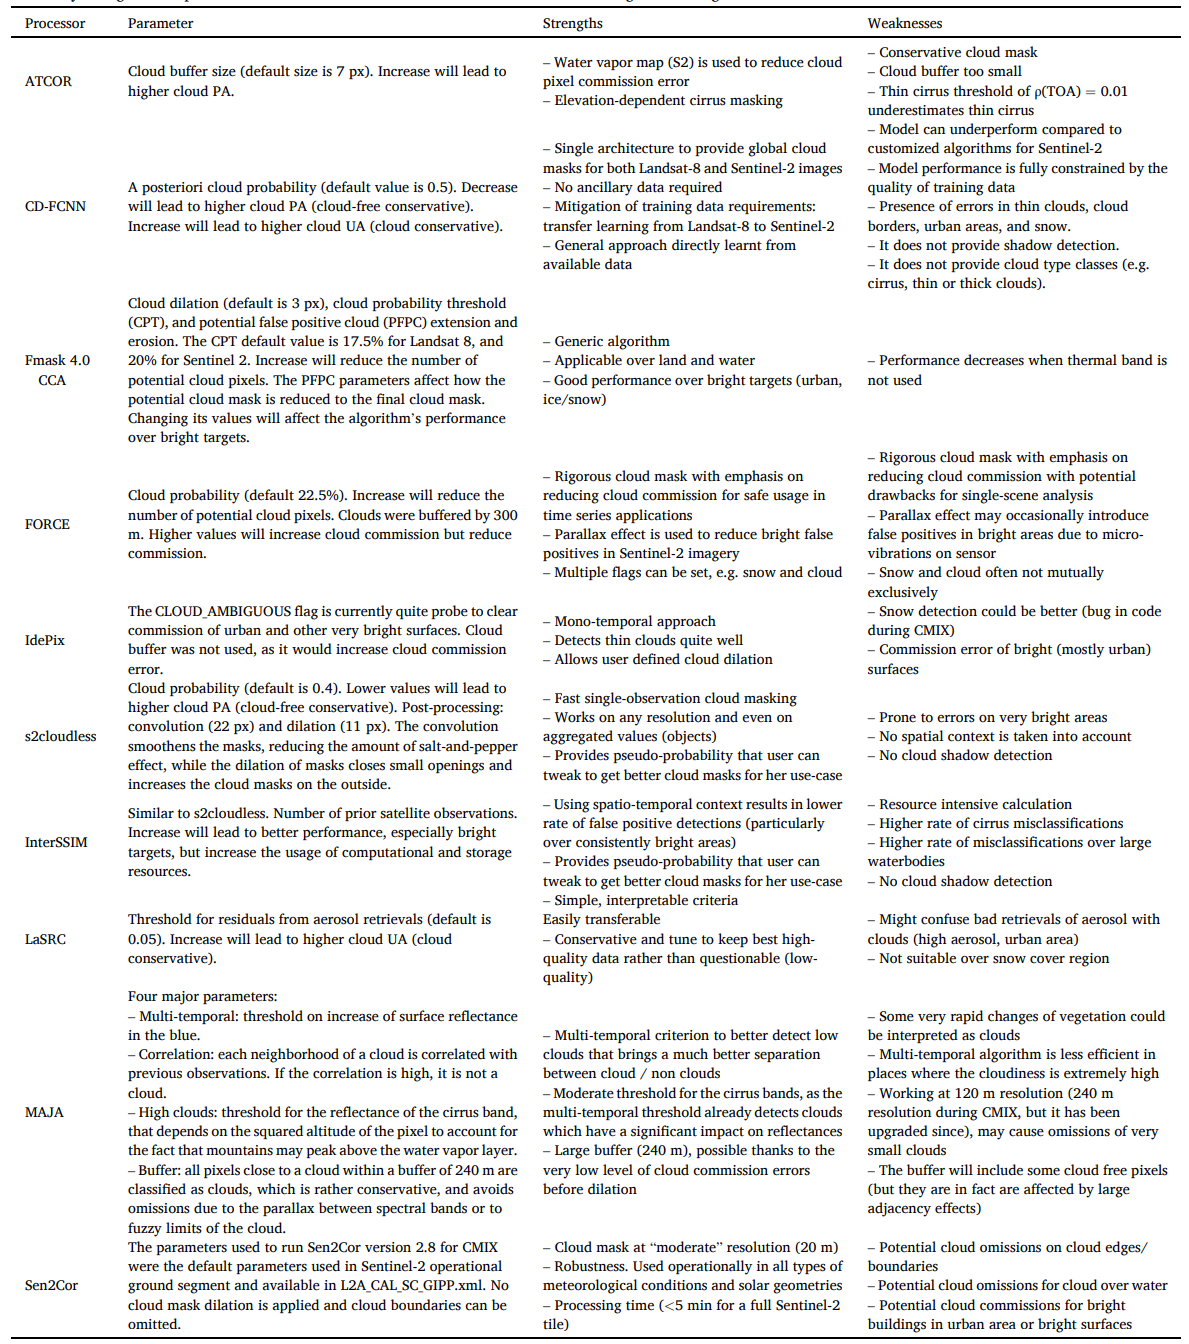 Processor Parameter Strengths Weaknesses
ATCOR
Cloud buffer size (default size is 7 px). Increase will lead to
higher cloud PA.
– Water vapor map (S2) is used to reduce cloud
pixel commission error
– Elevation-dependent cirrus masking
– Conservative cloud mask
– Cloud buffer too small
– Thin cirrus threshold of ρ(TOA) = 0.01
underestimates thin cirrus
CD-FCNN
A posteriori cloud probability (default value is 0.5). Decrease
will lead to higher cloud PA (cloud-free conservative).
Increase will lead to higher cloud UA (cloud conservative).
– Single architecture to provide global cloud
masks for both Landsat-8 and Sentinel-2 images
– No ancillary data required
– Mitigation of training data requirements:
transfer learning from Landsat-8 to Sentinel-2
– General approach directly learnt from
available data
– Model can underperform compared to
customized algorithms for Sentinel-2
– Model performance is fully constrained by the
quality of training data
– Presence of errors in thin clouds, cloud
borders, urban areas, and snow.
– It does not provide shadow detection.
– It does not provide cloud type classes (e.g.
cirrus, thin or thick clouds).
Fmask 4.0
CCA
Cloud dilation (default is 3 px), cloud probability threshold
(CPT), and potential false positive cloud (PFPC) extension and
erosion. The CPT default value is 17.5% for Landsat 8, and
20% for Sentinel 2. Increase will reduce the number of
potential cloud pixels. The PFPC parameters affect how the
potential cloud mask is reduced to the final cloud mask.
Changing its values will affect the algorithm's performance
over bright targets.
– Generic algorithm
– Applicable over land and water
– Good performance over bright targets (urban,
ice/snow)
– Performance decreases when thermal band is
not used
FORCE
Cloud probability (default 22.5%). Increase will reduce the
number of potential cloud pixels. Clouds were buffered by 300
m. Higher values will increase cloud commission but reduce
commission.
– Rigorous cloud mask with emphasis on
reducing cloud commission for safe usage in
time series applications
– Parallax effect is used to reduce bright false
positives in Sentinel-2 imagery
– Multiple flags can be set, e.g. snow and cloud
– Rigorous cloud mask with emphasis on
reducing cloud commission with potential
drawbacks for single-scene analysis
– Parallax effect may occasionally introduce
false positives in bright areas due to micro-
vibrations on sensor
– Snow and cloud often not mutually
exclusively
IdePix
The CLOUD_AMBIGUOUS flag is currently quite probe to clear
commission of urban and other very bright surfaces. Cloud
buffer was not used, as it would increase cloud commission
error.
– Mono-temporal approach
– Detects thin clouds quite well
– Allows user defined cloud dilation
– Snow detection could be better (bug in code
during CMIX)
– Commission error of bright (mostly urban)
surfaces
s2cloudless
Cloud probability (default is 0.4). Lower values will lead to
higher cloud PA (cloud-free conservative). Post-processing:
convolution (22 px) and dilation (11 px). The convolution
smoothens the masks, reducing the amount of salt-and-pepper
effect, while the dilation of masks closes small openings and
increases the cloud masks on the outside.
– Fast single-observation cloud masking
– Works on any resolution and even on
aggregated values (objects)
– Provides pseudo-probability that user can
tweak to get better cloud masks for her use-case
– Prone to errors on very bright areas
– No spatial context is taken into account
– No cloud shadow detection
InterSSIM
Similar to s2cloudless. Number of prior satellite observations.
Increase will lead to better performance, especially bright
targets, but increase the usage of computational and storage
resources.
– Using spatio-temporal context results in lower
rate of false positive detections (particularly
over consistently bright areas)
– Provides pseudo-probability that user can
tweak to get better cloud masks for her use-case
– Simple, interpretable criteria
– Resource intensive calculation
– Higher rate of cirrus misclassifications
– Higher rate of misclassifications over large
waterbodies
– No cloud shadow detection
LaSRC
Threshold for residuals from aerosol retrievals (default is
0.05). Increase will lead to higher cloud UA (cloud
conservative).
Easily transferable
– Conservative and tune to keep best high-
quality data rather than questionable (low-
quality)
– Might confuse bad retrievals of aerosol with
clouds (high aerosol, urban area)
– Not suitable over snow cover region
MAJA
Four major parameters:
– Multi-temporal: threshold on increase of surface reflectance
in the blue.
– Correlation: each neighborhood of a cloud is correlated with
previous observations. If the correlation is high, it is not a
cloud.
– High clouds: threshold for the reflectance of the cirrus band,
that depends on the squared altitude of the pixel to account for
the fact that mountains may peak above the water vapor layer.
– Buffer: all pixels close to a cloud within a buffer of 240 m are
classified as clouds, which is rather conservative, and avoids
omissions due to the parallax between spectral bands or to
fuzzy limits of the cloud.
– Multi-temporal criterion to better detect low
clouds that brings a much better separation
between cloud / non clouds
– Moderate threshold for the cirrus bands, as the
multi-temporal threshold already detects clouds
which have a significant impact on reflectances
– Large buffer (240 m), possible thanks to the
very low level of cloud commission errors
before dilation
– Some very rapid changes of vegetation could
be interpreted as clouds
– Multi-temporal algorithm is less efficient in
places where the cloudiness is extremely high
– Working at 120 m resolution (240 m
resolution during CMIX, but it has been
upgraded since), may cause omissions of very
small clouds
– The buffer will include some cloud free pixels
(but they are in fact are affected by large
adjacency effects)
Sen2Cor
The parameters used to run Sen2Cor version 2.8 for CMIX
were the default parameters used in Sentinel-2 operational
ground segment and available in L2A_CAL_SC_GIPP.xml. No
cloud mask dilation is applied and cloud boundaries can be
omitted.
– Cloud mask at “moderate” resolution (20 m)
– Robustness. Used operationally in all types of
meteorological conditions and solar geometries
– Processing time (<5 min for a full Sentinel-2
tile)
– Potential cloud omissions on cloud edges/
boundaries
– Potential cloud omissions for cloud over water
– Potential cloud commissions for bright
buildings in urban area or bright surfaces